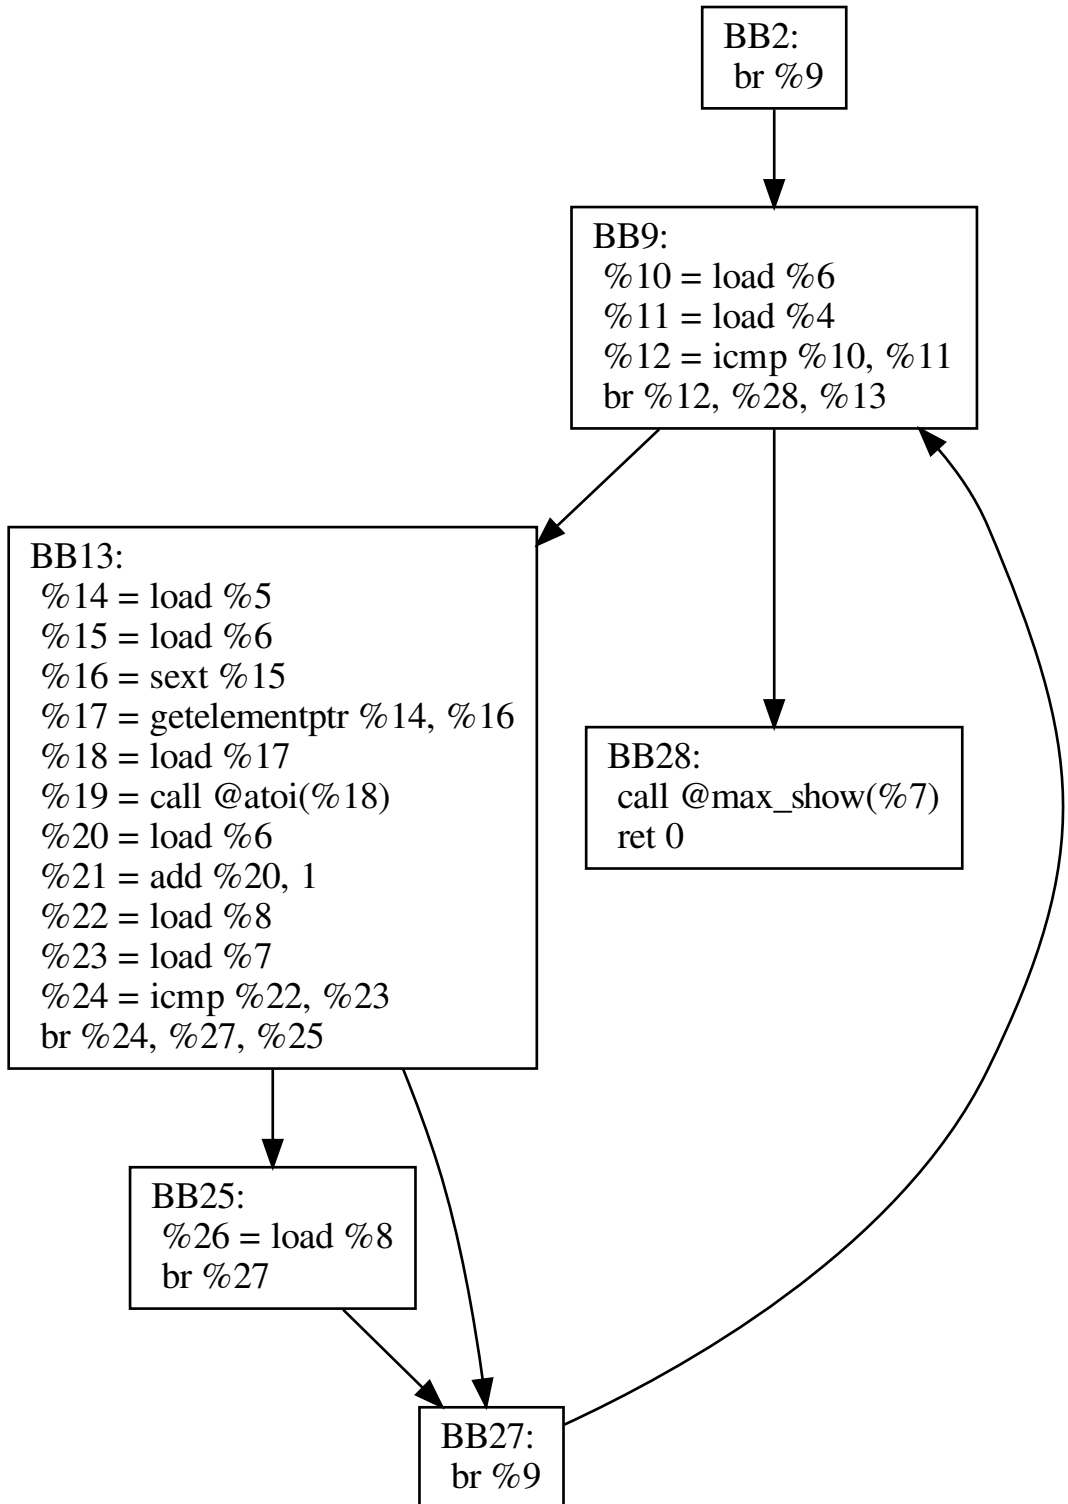 BB2:
br %9
BB9:
%10 = load %6
%11 = load %4
%12 = icmp %10, %11
br %12, %28, %13
BB13:
%14 = load %5
%15 = load %6
%16 = sext %15
%17 = getelementptr %14, %16
%18 = load %17
%19 = call @atoi(%18)
%20 = load %6
%21 = add %20, 1
%22 = load %8
%23 = load %7
%24 = icmp %22, %23
br %24, %27, %25
BB28:
call @max_show(%7)
ret 0
BB25:
%26 = load %8
br %27
BB27:
br %9